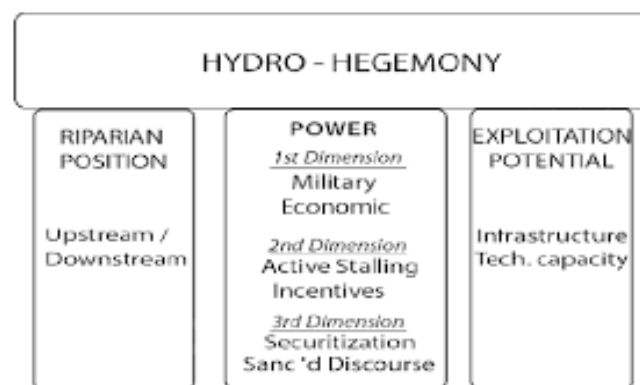 HYDRO - HEGEMONY
RIPARIAN
POSITION
Upstream /
Downstream
POWER
1st Dimension
Military
Economic
2nd Dimension
Active Stalling
Incentives
3rd Dimension
Securitization
Sanc 'd Discourse
EXPLOITATION
POTENTIAL
Infrastructure
Tech. capacity